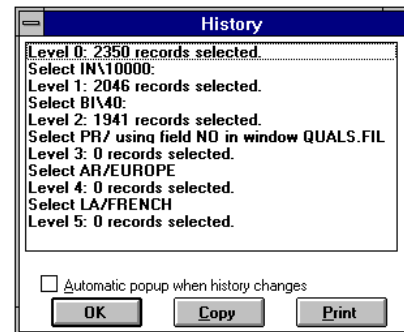 History
Level 0: 2350 records selected.
Select IN\10000:
Level 1: 2046 records selected.
Select BI\40:
Level 2: 1941 records selected.
Select PR/ using field NO in window QUALS.FIL
Level 3: 0 records selected.
Select AR/EUROPE
Level 4: 0 records selected.
Select LA/FRENCH
Level 5: 0 records selected.
Automatic popup when history changes
OK Copy Print